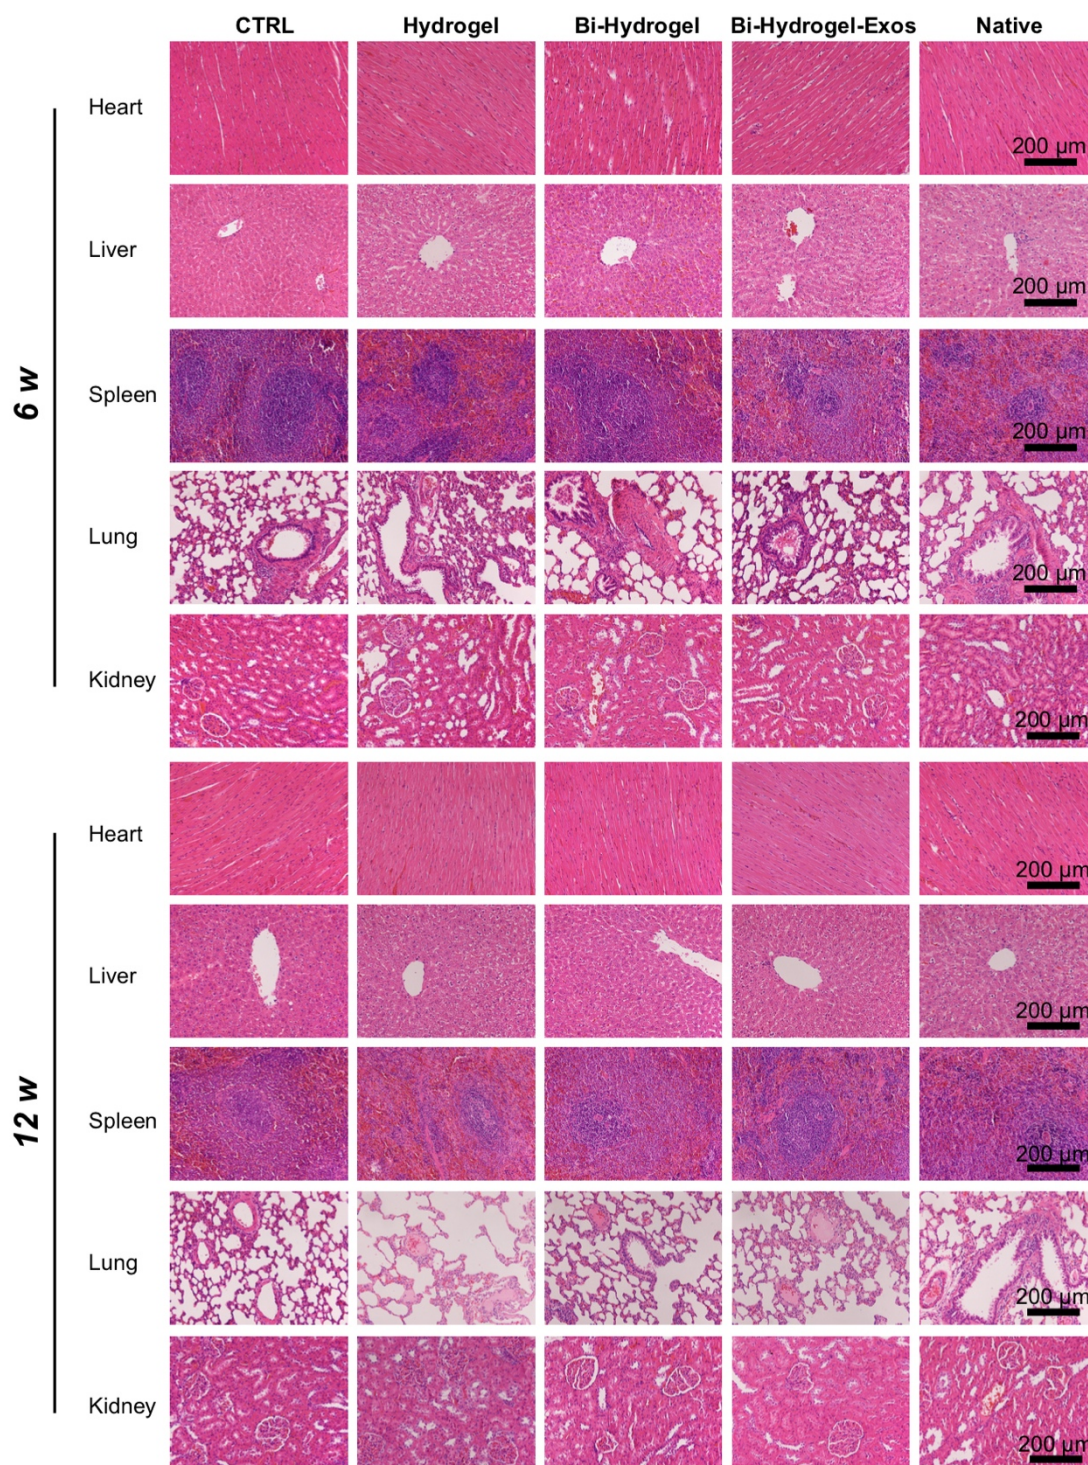 CTRL Hydrogel Bi-Hydrogel Bi-Hydrogel-Exos Native
6 w
Heart
200 µm
Liver
200 µm
Spleen
200 µm
Lung
200 µm
Kidney
200 µm
12 w
Heart
200 µm
Liver
200 µm
Spleen
200 µm
Lung
200 µm
Kidney
200 µm